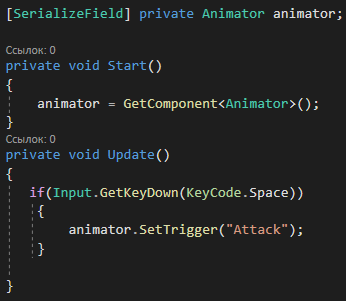 [SerializeField] private Animator animator;
Ссылок: 0
private void Start()
{
animator = GetComponent<Animator>();
}
Ссылок: 0
private void Update()
{
if(Input.GetKeyDown(KeyCode.Space))
{
animator.SetTrigger("Attack");
}
}